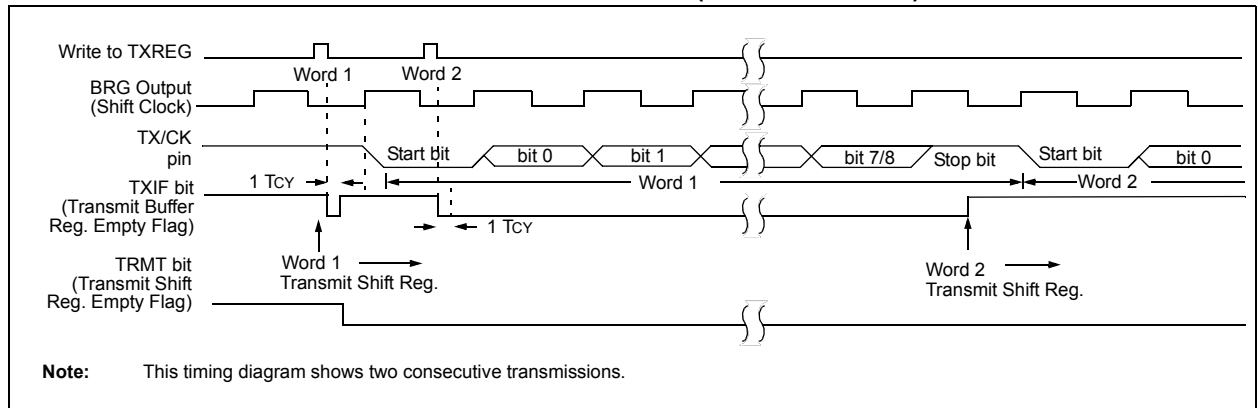 Write to TXREG
Word 1
Word 2
BRG Output
(Shift Clock)
TX/CK
pin
Start bit
bit 0
bit 1
bit 7/8
Stop bit
Start bit
bit 0
1 TCY
Word 1
Word 2
TXIF bit
(Transmit Buffer
Reg. Empty Flag)
1 TCY
Word 1
Transmit Shift Reg.
Word 2
Transmit Shift Reg.
TRMT bit
(Transmit Shift
Reg. Empty Flag)
Note: This timing diagram shows two consecutive transmissions.